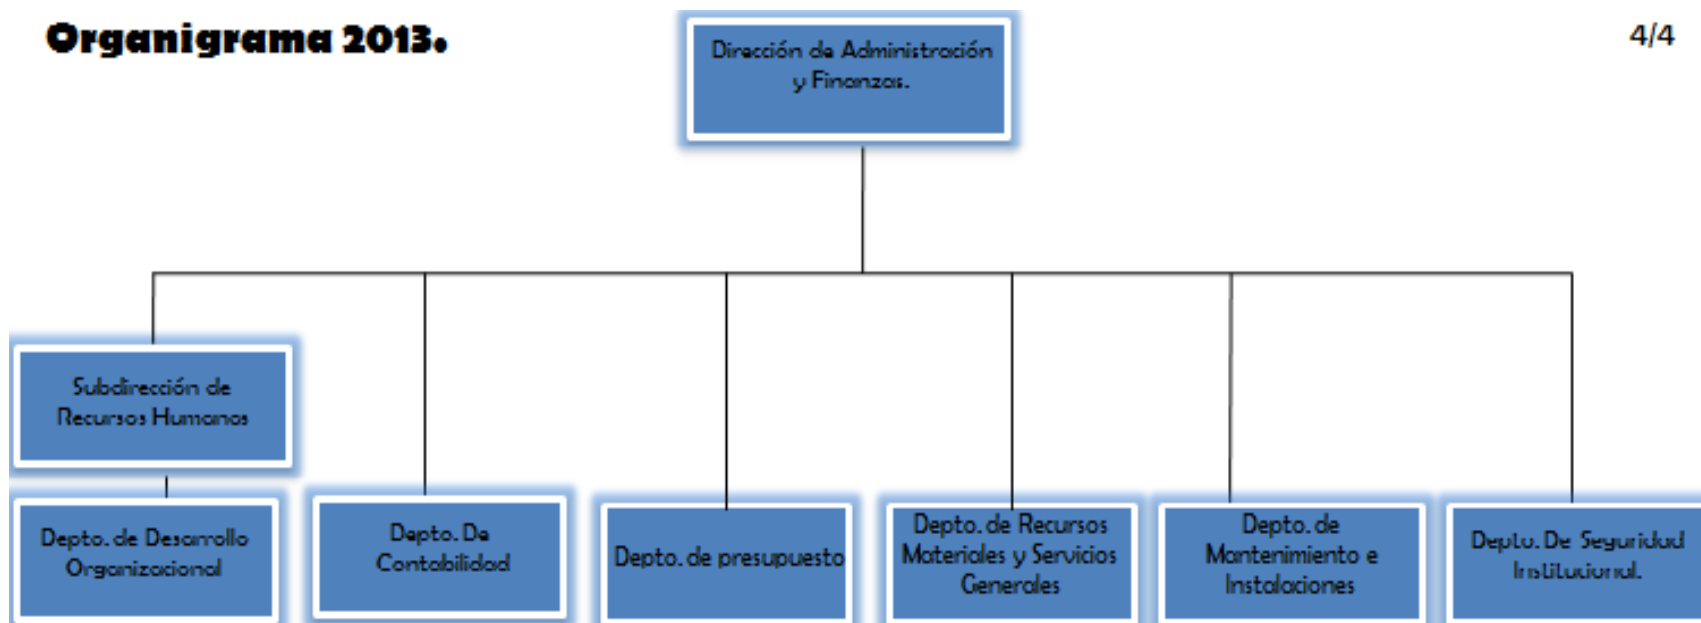 Organigrama 2013.
4/4
Dirección de Administración
y Finanzas.
Subdirección de
Recursos Humanos
Depto. de Desarrollo
Organizacional
Depto. De
Contabilidad
Depto. de presupuesto
Depto. de Recursos
Materiales y Servicios
Generales
Depto. de
Mantenimiento e
Instalaciones
Depto. De Seguridad
Institucional.